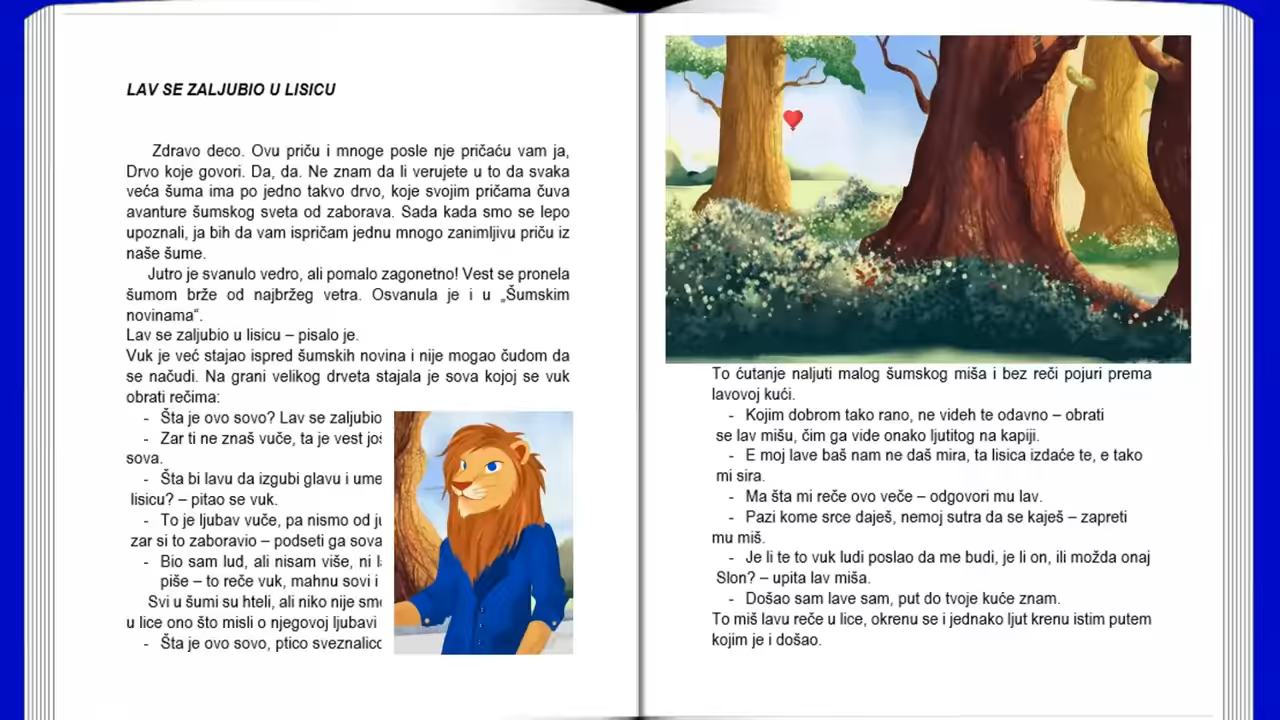 LAV SE ZALJUBIO U LISICU
Zdravo deco. Ovu priču i mnoge posle nje pričaću vam ja,
Drvo koje govori. Da, da. Ne znam da li verujete u to da svaka
veća šuma ima po jedno takvo drvo, koje svojim pričama čuva
avanture šumskog sveta od zaborava. Sada kada smo se lepo
upoznali, ja bih da vam ispričam jednu mnogo zanimljivu priču iz
naše šume.
Jutro je svanulo vedro, ali pomalo zagonetno! Vest se pronela
šumom brže od najbržeg vetra. Osvanula je i u „Šumskim
novinama“.
Lav se zaljubio u lisicu – pisalo je.
Vuk je već stajao ispred šumskih novina i nije mogao čudom da
se načudi. Na grani velikog drveta stajala je sova kojoj se vuk
obrati rečima:
- Šta je ovo sovo? Lav se zaljubio
- Zar ti ne znaš vuče, ta je vest još
sova.
- Šta bi lavu da izgubi glavu i ume
lisicu? – pitao se vuk.
- To je ljubav vuče, pa nismo od
zar si to zaboravio – podseti ga sova
- Bio sam lud, ali nisam više, ni
piše – to reče vuk, mahnu sovi i
Svi u šumi su hteli, ali niko nije
u lice ono što misli o njegovoj ljubavi
- Šta je ovo sovo, ptico
To ćutanje naljuti malog šumskog miša i bez reči pojuri prema
lavovoj kući.
- Kojim dobrom tako rano, ne videh te odavno – obrati
se lav mišu, čim ga vide onako ljutitog na kapiji.
- E moj lave baš nam ne daš mira, ta lisica izdaće te, e tako
mi sira.
- Ma šta mi reče ovo veče – odgovori mu lav.
- Pazi kome srce daješ, nemoj sutra da se kaješ – zapreti
mu miš.
- Je li te to vuk ludi poslao da me budi, je li on, ili možda onaj
Slon? – upita lav miša.
- Došao sam lave sam, put do tvoje kuće znam.
To miš lavu reče u lice, okrenu se i jednako ljut krenu istim putem
kojim je i došao.